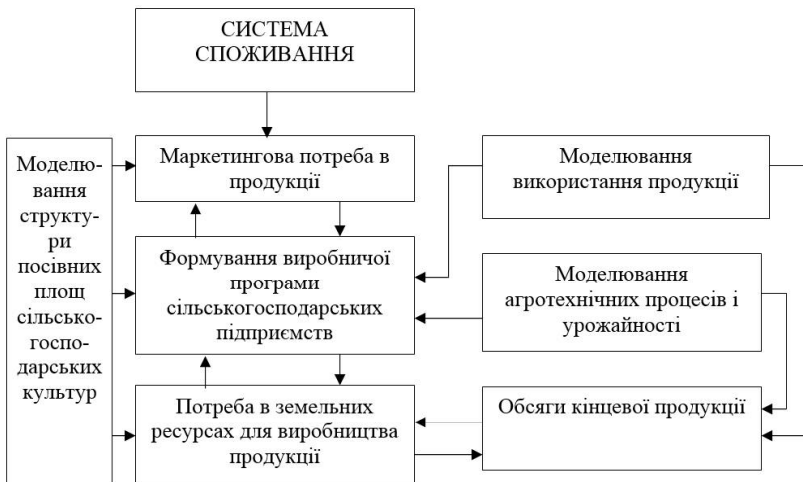 СИСТЕМА
СПОЖИВАННЯ
Маркетингова потреба в
продукції
Моделювання
використання продукції
Моделю-
вання
структу-
ри
посівних
площ
сільсько-
госпо-
дарських
культур
Формування виробничої
програми
сільськогосподарських
підприємств
Моделювання
агротехнічних процесів і
урожайності
Потреба в земельних
ресурсах для виробництва
продукції
Обсяги кінцевої продукції